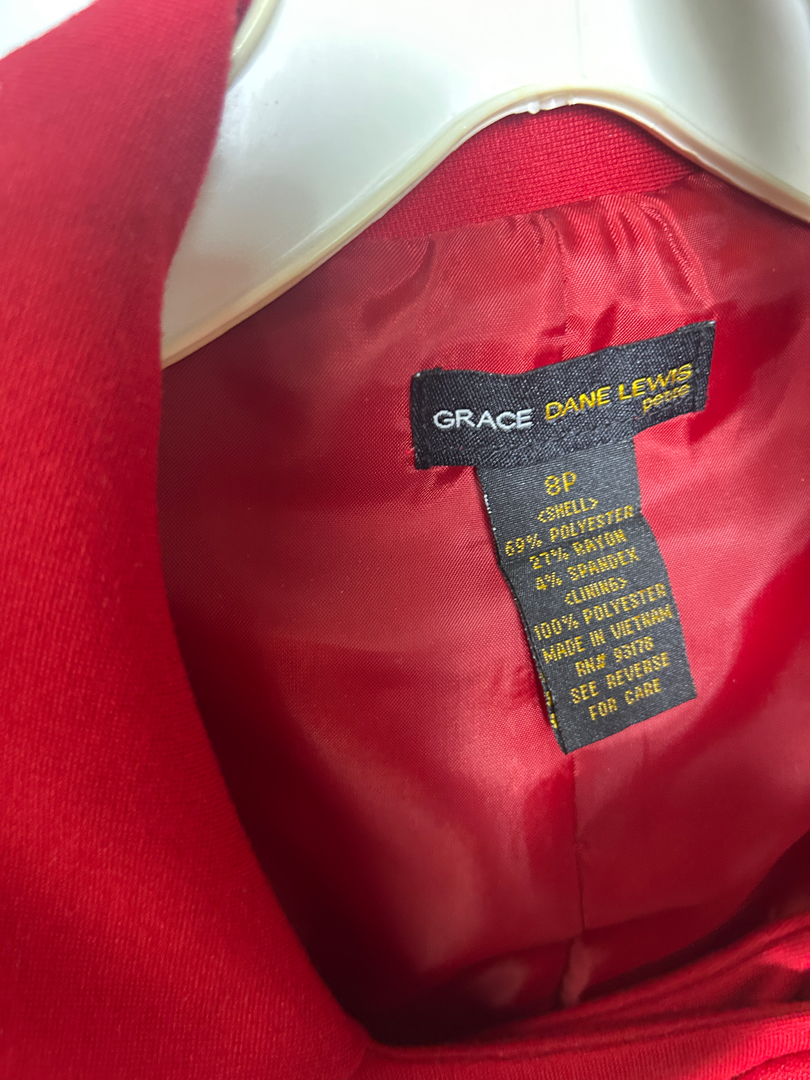 GRACE DANE LEWIS
petite
8P
<SHELL>
69% POLYESTER
27% RAYON
4% SPANDEX
<LINING>
100% POLYESTER
MADE IN VIETNAM
RN# 93178
SEE REVERSE
FOR CARE